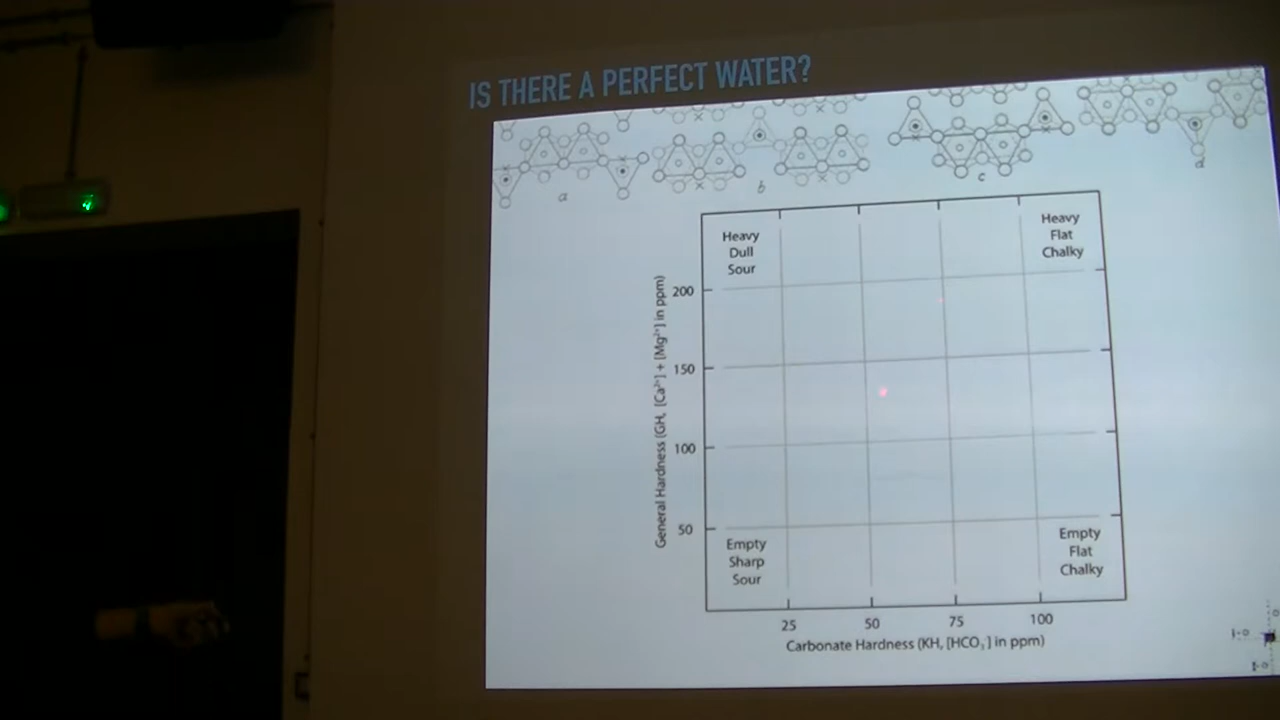 IS THERE A PERFECT WATER?
a
b
c
d
Heavy
Dull
Sour
Heavy
Flat
Chalky
General Hardness (GH, [Ca²⁺] + [Mg²⁺] in ppm)
200
150
100
50
Empty
Sharp
Sour
Empty
Flat
Chalky
25
50
75
100
Carbonate Hardness (KH, [HCO₃⁻] in ppm)